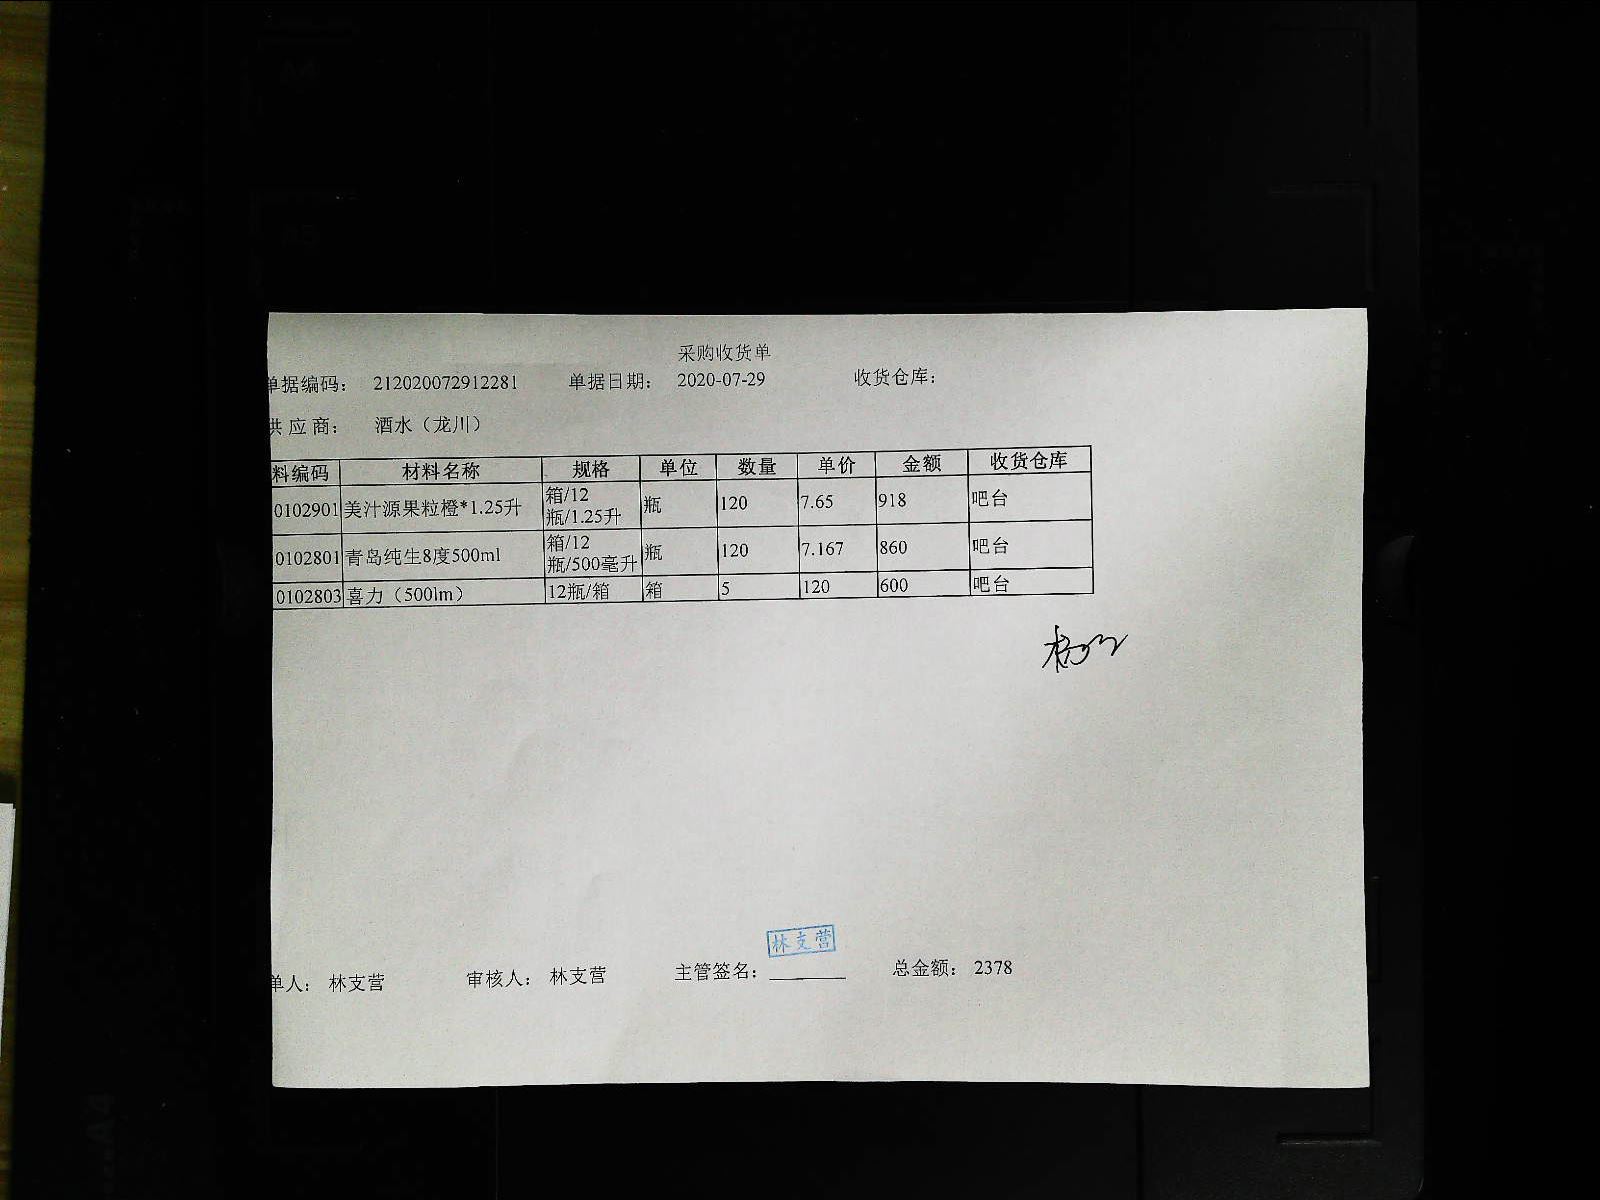 采购收货单
单据编码： 212020072912281 单据日期： 2020-07-29 收货仓库：
供应商： 酒水（龙川）
料编码 材料名称 规格 单位 数量 单价 金额 收货仓库
0102901 美汁源果粒橙*1.25升 箱/12瓶/1.25升 瓶 120 7.65 918 吧台
0102801 青岛纯生8度500ml 箱/12瓶/500毫升 瓶 120 7.167 860 吧台
0102803 喜力（500lm） 12瓶/箱 箱 5 120 600 吧台
林支营
单人： 林支营 审核人： 林支营 主管签名： 总金额： 2378